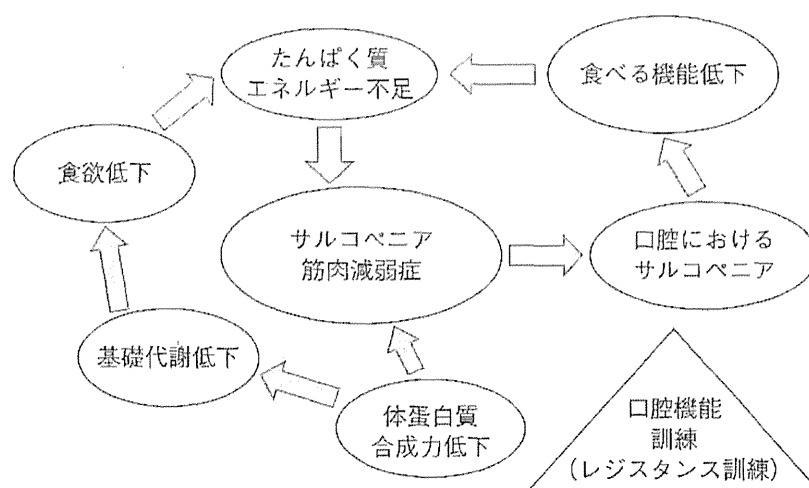 たんぱく質
エネルギー不足
食べる機能低下
食欲低下
サルコペニア
筋肉減弱症
口腔における
サルコペニア
基礎代謝低下
体蛋白質
合成力低下
口腔機能
訓練
(レジスタンス訓練)